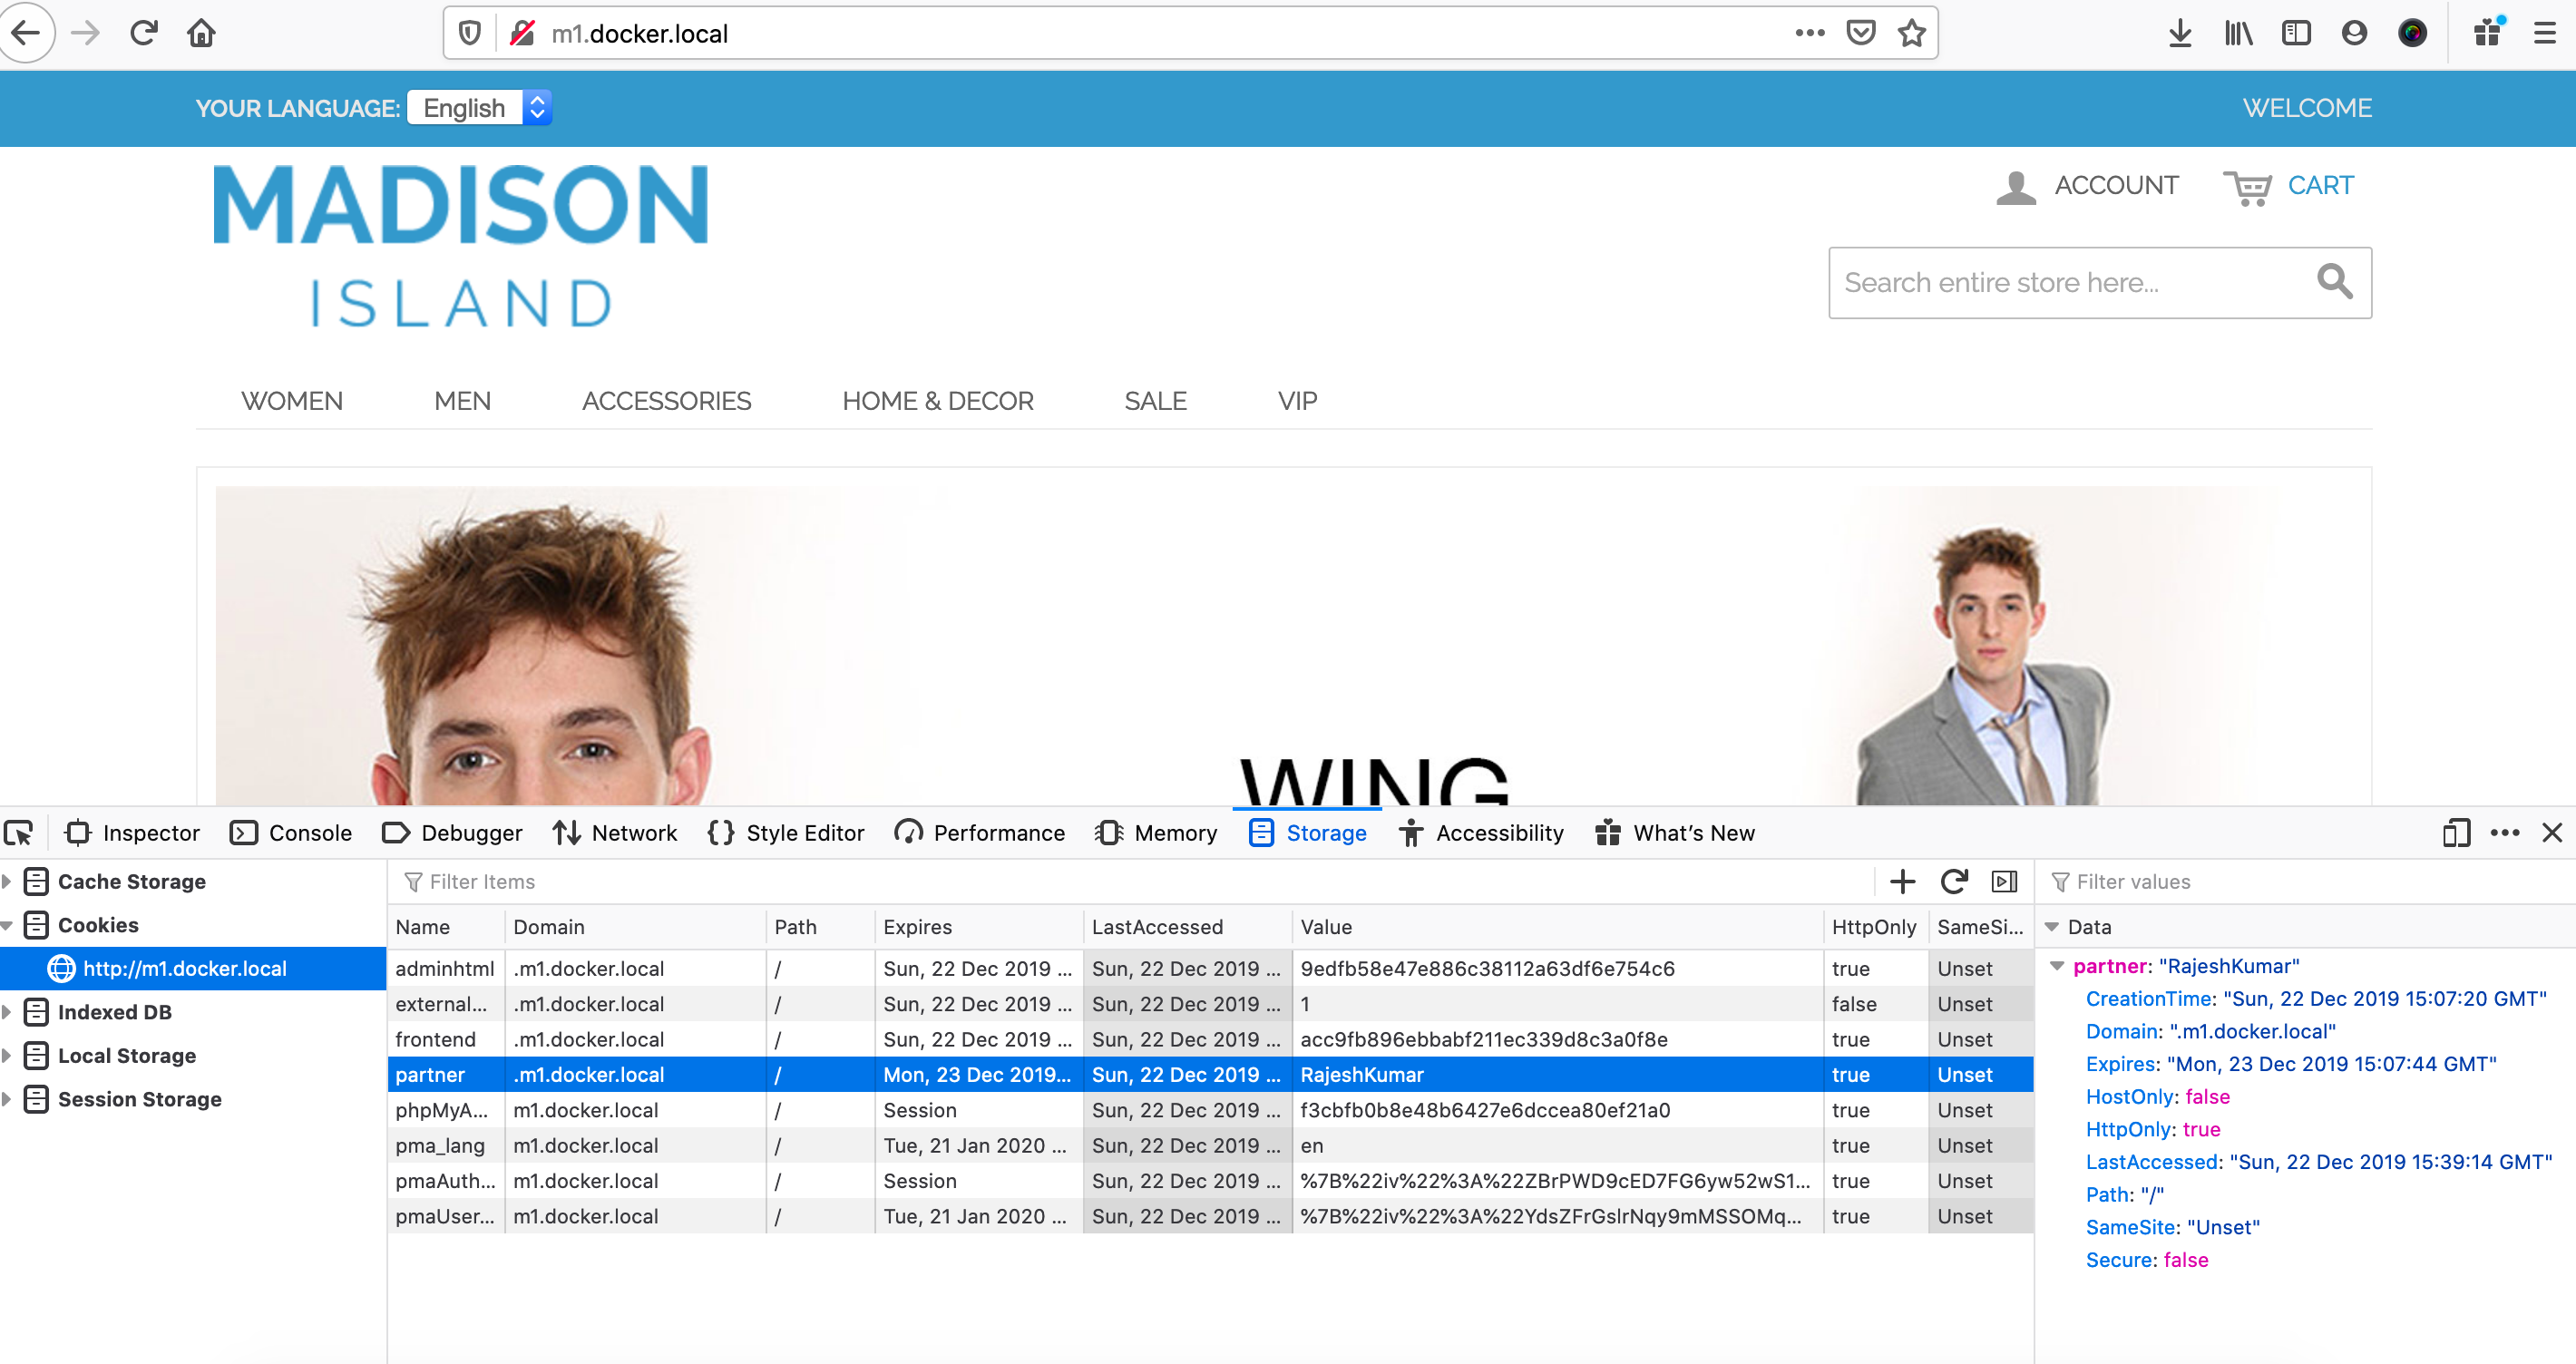 m1.docker.local
YOUR LANGUAGE: English
WELCOME
MADISON
ISLAND
ACCOUNT CART
Search entire store here...
WOMEN MEN ACCESSORIES HOME & DECOR SALE VIP
WING
Inspector Console Debugger Network Style Editor Performance Memory Storage Accessibility What's New
Cache Storage
Cookies
http://m1.docker.local
Indexed DB
Local Storage
Session Storage
Filter Items
Name Domain Path Expires LastAccessed Value HttpOnly SameSi...
adminhtml .m1.docker.local / Sun, 22 Dec 2019 ... Sun, 22 Dec 2019 ... 9edfb58e47e886c38112a63df6e754c6 true Unset
external... .m1.docker.local / Sun, 22 Dec 2019 ... Sun, 22 Dec 2019 ... 1 false Unset
frontend .m1.docker.local / Sun, 22 Dec 2019 ... Sun, 22 Dec 2019 ... acc9fb896ebbabf211ec339d8c3a0f8e true Unset
partner .m1.docker.local / Mon, 23 Dec 2019... Sun, 22 Dec 2019 ... RajeshKumar true Unset
phpMyA... m1.docker.local / Session Sun, 22 Dec 2019 ... f3cbfb0b8e48b6427e6dccea80ef21a0 true Unset
pma_lang m1.docker.local / Tue, 21 Jan 2020 ... Sun, 22 Dec 2019 ... en true Unset
pmaAuth... m1.docker.local / Session Sun, 22 Dec 2019 ... %7B%22iv%22%3A%22ZBrPWD9cED7FG6yw52wS1... true Unset
pmaUser... m1.docker.local / Tue, 21 Jan 2020 ... Sun, 22 Dec 2019 ... %7B%22iv%22%3A%22YdsZFrGslrNqy9mMSSOMq... true Unset
Filter values
Data
partner: "RajeshKumar"
CreationTime: "Sun, 22 Dec 2019 15:07:20 GMT"
Domain: ".m1.docker.local"
Expires: "Mon, 23 Dec 2019 15:07:44 GMT"
HostOnly: false
HttpOnly: true
LastAccessed: "Sun, 22 Dec 2019 15:39:14 GMT"
Path: "/"
SameSite: "Unset"
Secure: false